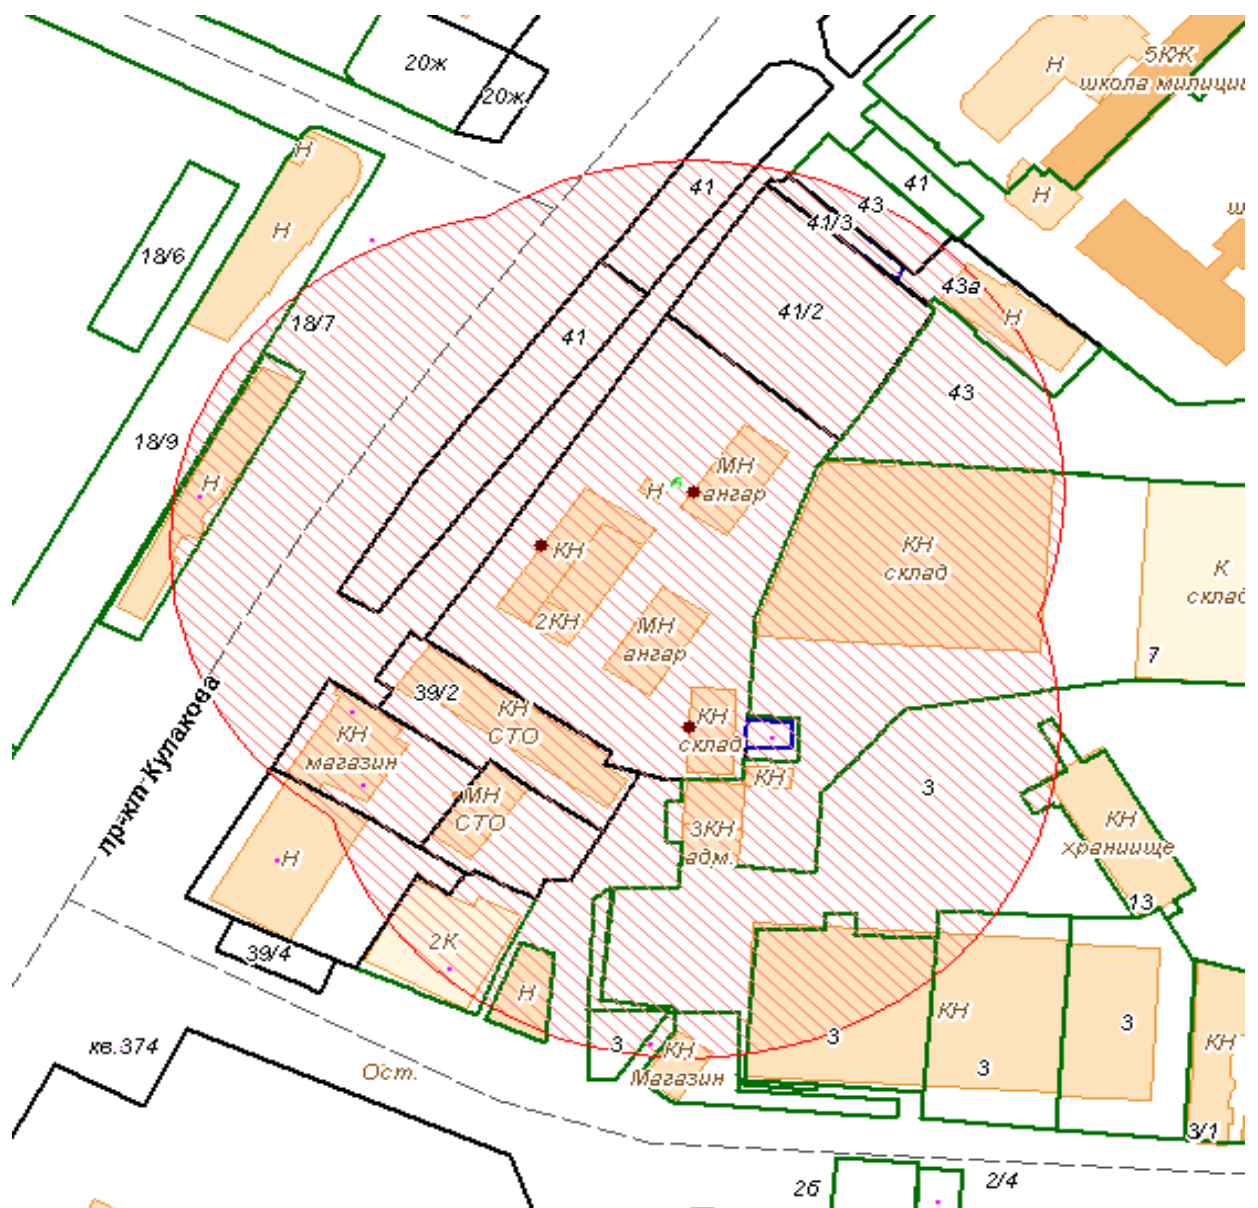 20ж
20ж
Н
5КЖ
школа милиции
Н
Н
Н
41
41
43
41/3
ш
18/6
Н
43а
Н
18/7
41
41/2
43
18/9
Н
МН
ангар
Н
КН
КН
склад
К
склад
2КН
МН
ангар
7
39/2
КН
СТО
КН
склад
КН
магазин
пр-кт Кулакова
КН
3
МН
СТО
3КН
адм.
КН
храниище
Н
13
2К
39/4
Н
КН
3
3
3
3
КН
КН
Магазин
кв.374
Ост.
3/1
2б
2/4